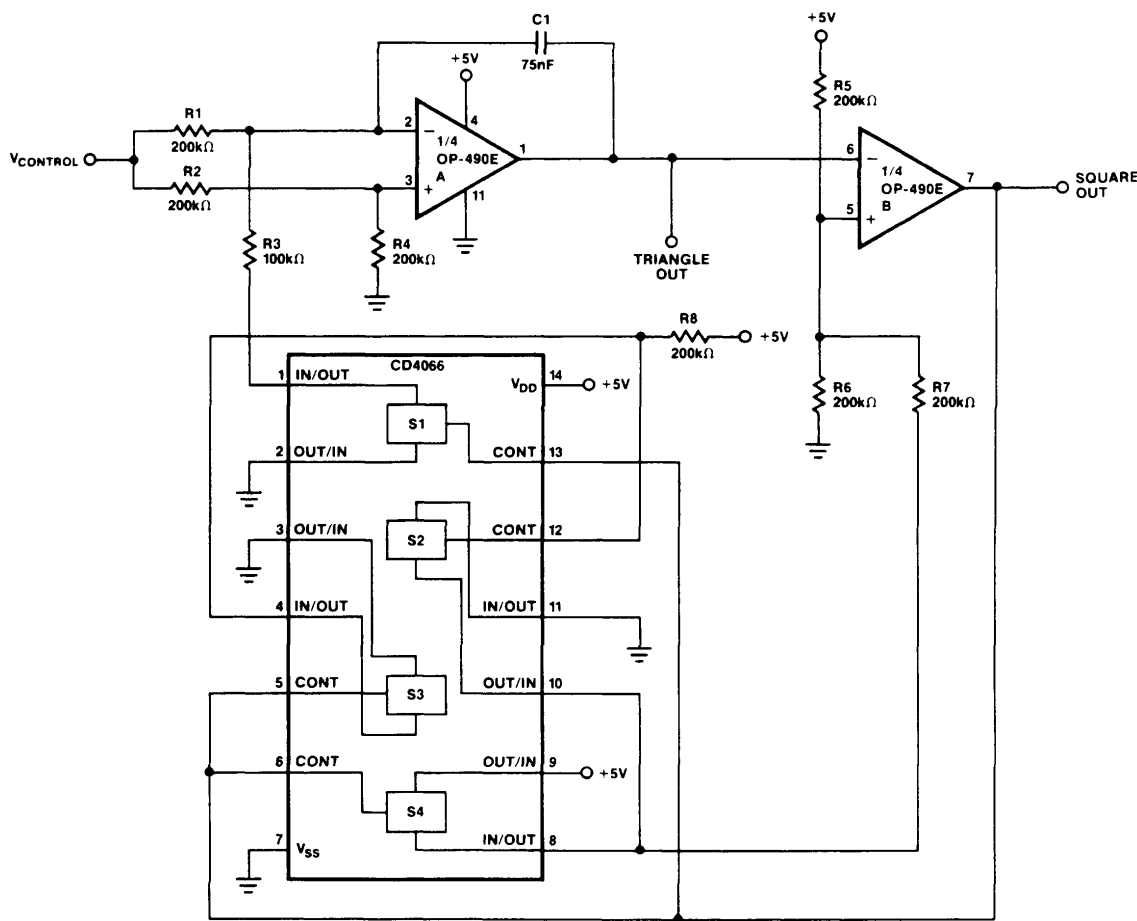 C1
75nF
+5V
+5V
R5
200kΩ
R1
200kΩ
2
−
4
1/4
OP-490E
A
1
3
+
11
VCONTROL
R2
200kΩ
6
−
1/4
OP-490E
B
7
5
+
SQUARE
OUT
R3
100kΩ
R4
200kΩ
TRIANGLE
OUT
R8
200kΩ
+5V
CD4066
1
IN/OUT
VDD
14
+5V
R6
200kΩ
R7
200kΩ
S1
2
OUT/IN
CONT
13
3
OUT/IN
S2
CONT
12
4
IN/OUT
IN/OUT
11
5
CONT
S3
OUT/IN
10
6
CONT
OUT/IN
9
+5V
S4
7
VSS
IN/OUT
8